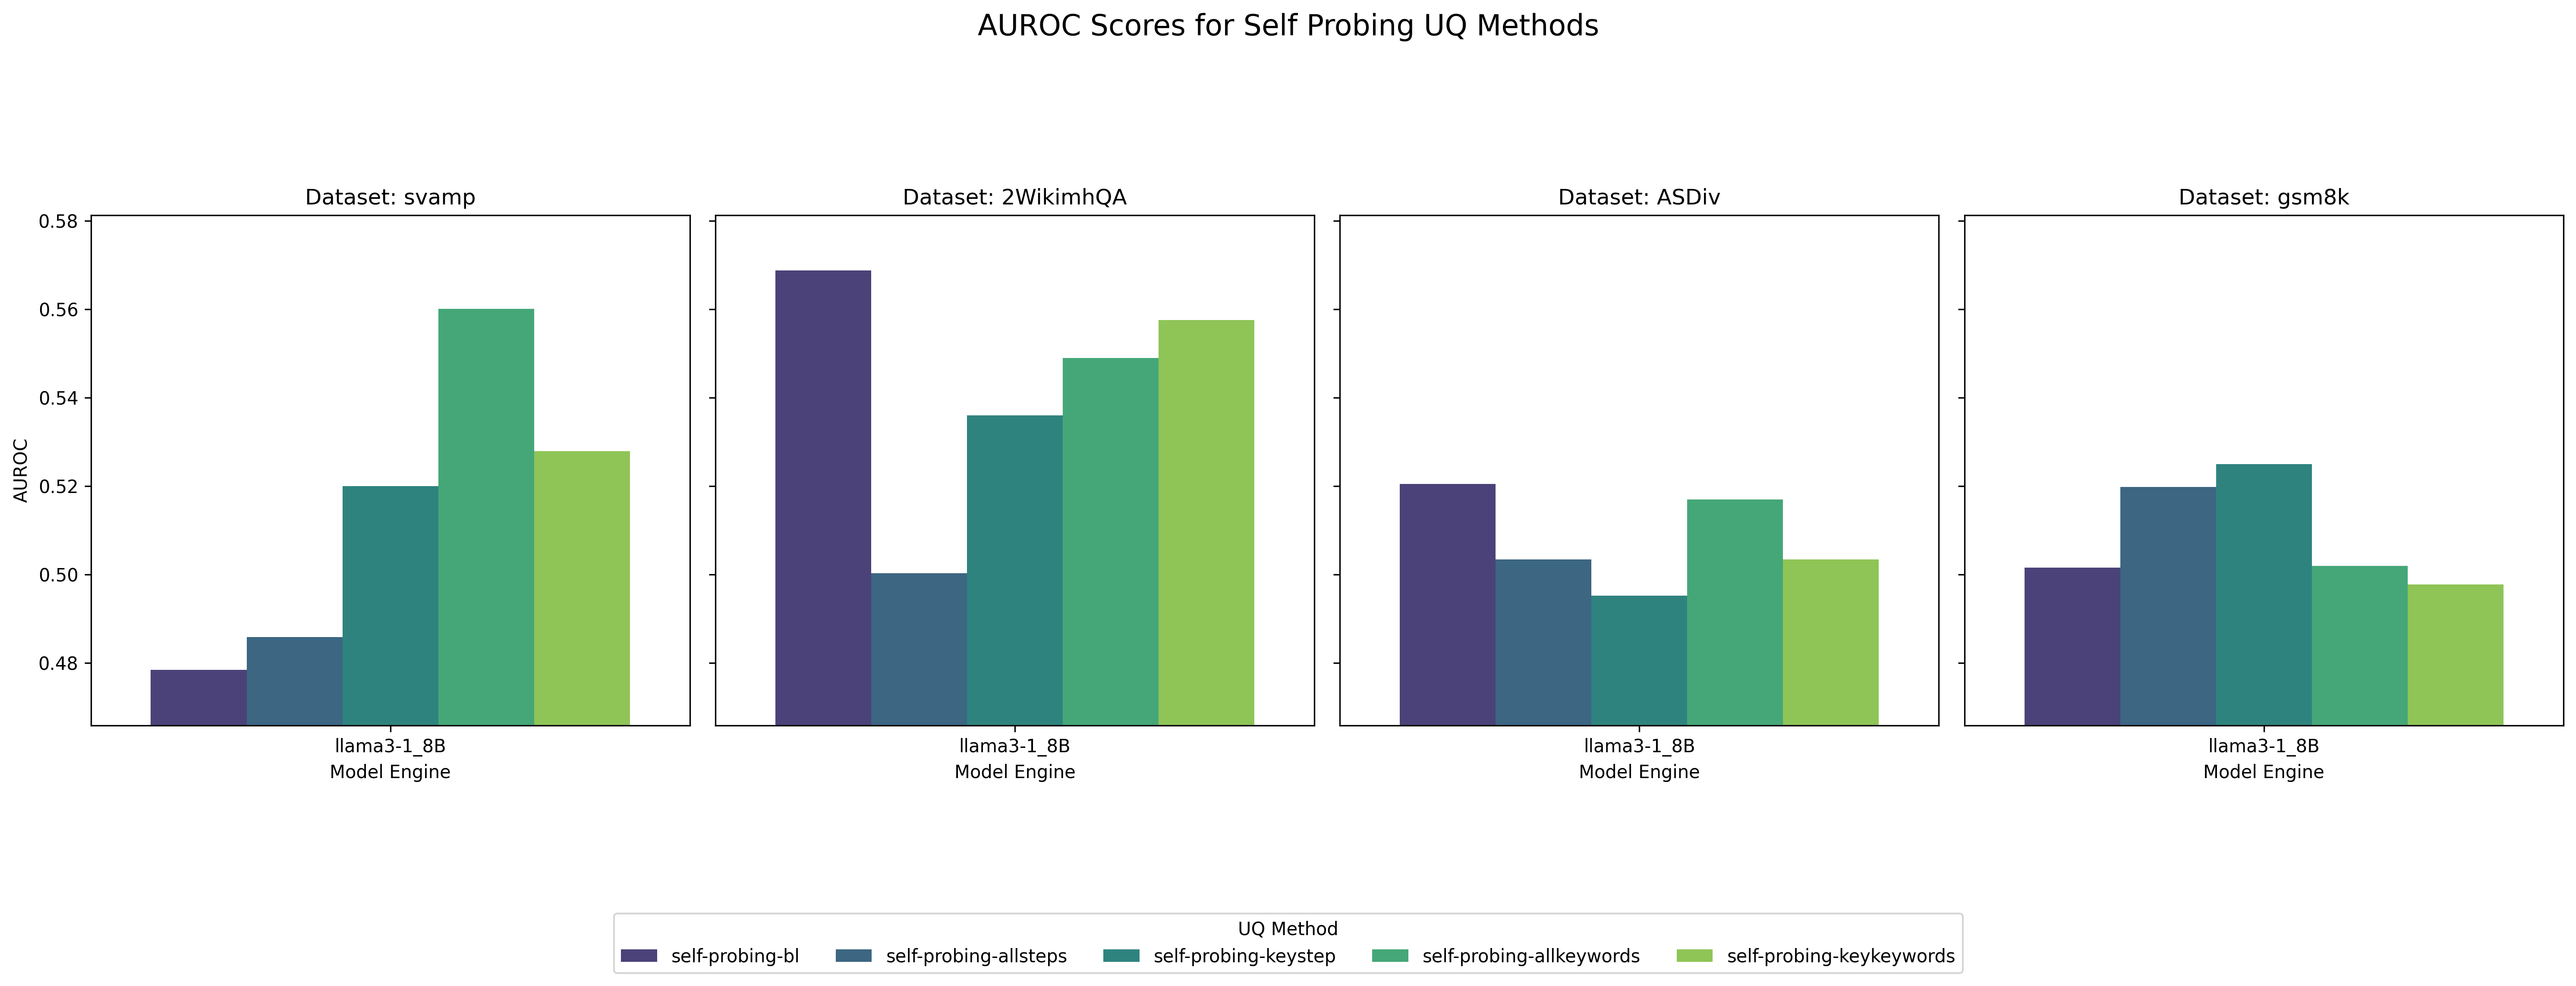 AUROC Scores for Self Probing UQ Methods
Dataset: svamp
Dataset: 2WikimhQA
Dataset: ASDiv
Dataset: gsm8k
AUROC
0.58
0.56
0.54
0.52
0.50
0.48
llama3-1_8B
Model Engine
llama3-1_8B
Model Engine
llama3-1_8B
Model Engine
llama3-1_8B
Model Engine
UQ Method
self-probing-bl
self-probing-allsteps
self-probing-keystep
self-probing-allkeywords
self-probing-keykeywords